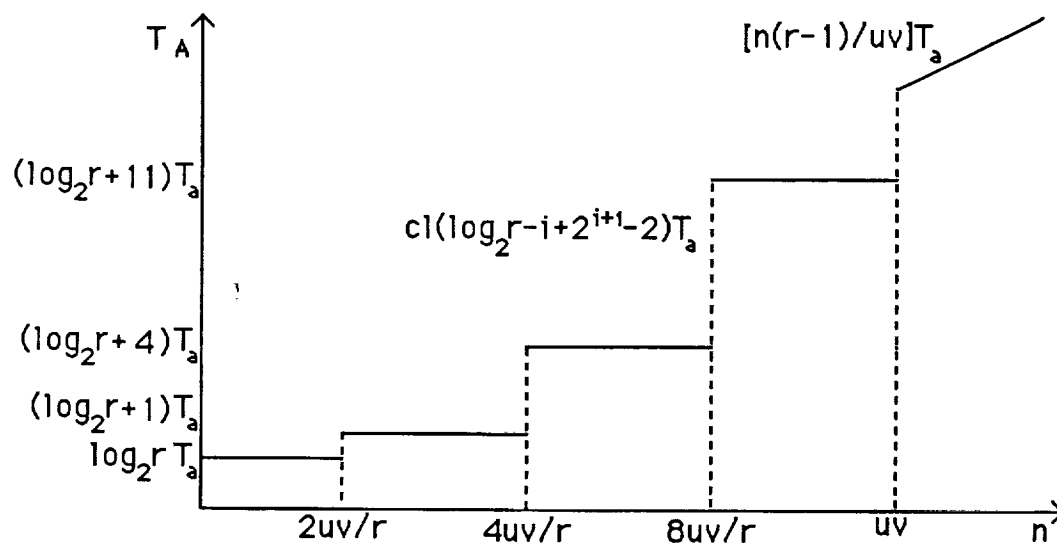 T_A
[n(r-1)/uv]T_a
(log_2r+11)T_a
cl(log_2r-i+2^{i+1}-2)T_a
(log_2r+4)T_a
(log_2r+1)T_a
log_2r T_a
2uv/r 4uv/r 8uv/r uv n'